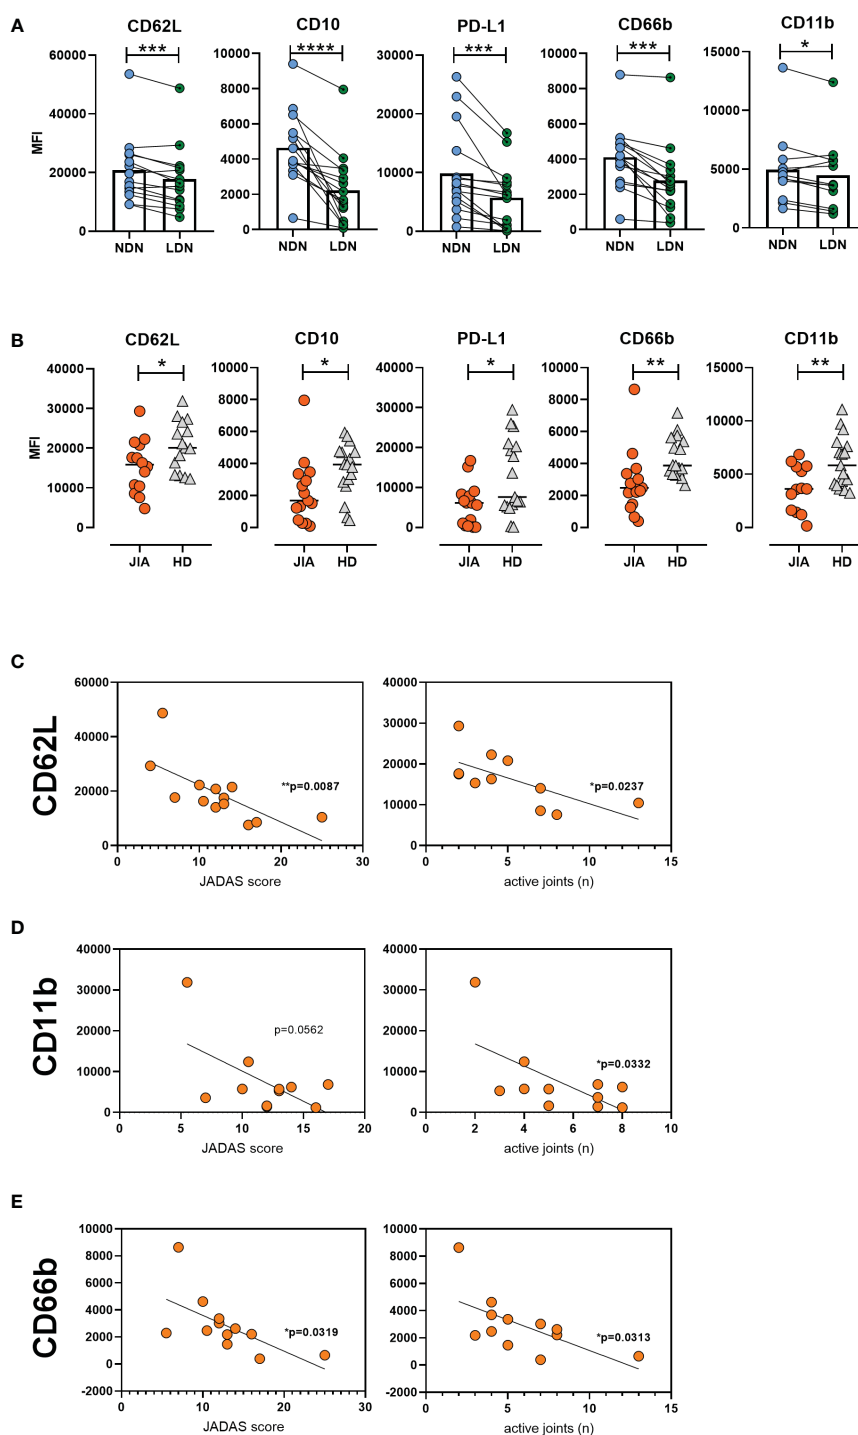 A
CD62L CD10 PD-L1 CD66b CD11b
*** **** *** *** *
MFI
60000 40000 20000 0
10000 8000 6000 4000 2000 0
30000 20000 10000 0
10000 8000 6000 4000 2000 0
15000 10000 5000 0
NDN LDN NDN LDN NDN LDN NDN LDN NDN LDN
B
CD62L CD10 PD-L1 CD66b CD11b
* * * ** **
MFI
40000 30000 20000 10000 0
10000 8000 6000 4000 2000 0
40000 30000 20000 10000 0
10000 8000 6000 4000 2000 0
15000 10000 5000 0
JIA HD JIA HD JIA HD JIA HD JIA HD
C
CD62L
60000 40000 20000 0
**p=0.0087
0 10 20 30
JADAS score
40000 30000 20000 10000 0
*p=0.0237
0 5 10 15
active joints (n)
D
CD11b
40000 30000 20000 10000 0
p=0.0562
0 5 10 15 20
JADAS score
40000 30000 20000 10000 0
*p=0.0332
0 2 4 6 8 10
active joints (n)
E
CD66b
10000 8000 6000 4000 2000 0 -2000
*p=0.0319
0 10 20 30
JADAS score
10000 8000 6000 4000 2000 0 -2000
*p=0.0313
0 5 10 15
active joints (n)